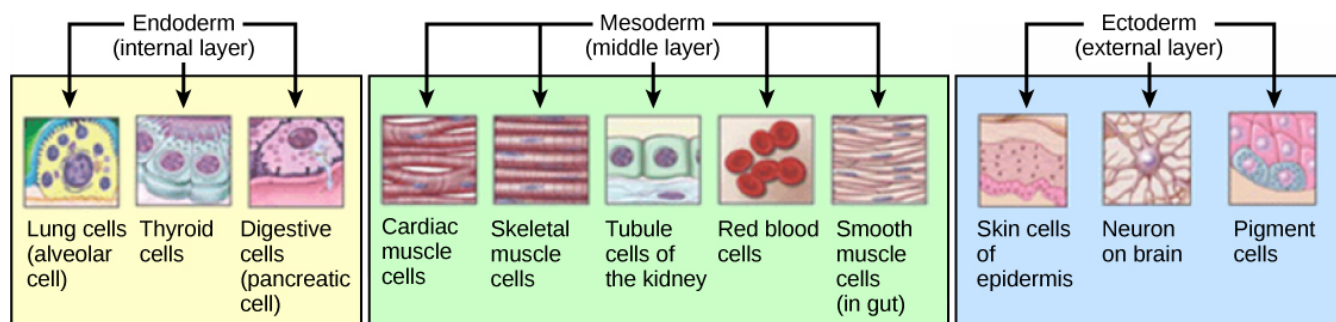 Endoderm
(internal layer)
Mesoderm
(middle layer)
Ectoderm
(external layer)
Lung cells
(alveolar
cell)
Thyroid
cells
Digestive
cells
(pancreatic
cell)
Cardiac
muscle
cells
Skeletal
muscle
cells
Tubule
cells of
the kidney
Red blood
cells
Smooth
muscle
cells
(in gut)
Skin cells
of
epidermis
Neuron
on brain
Pigment
cells